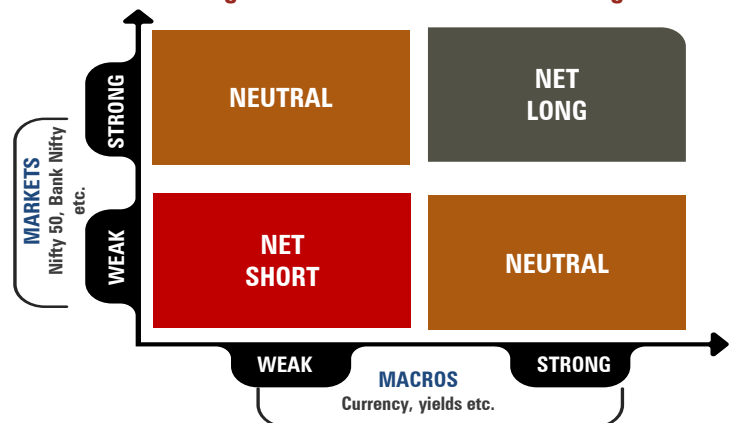 NEUTRAL
NET
LONG
STRONG
MARKETS
Nifty 50, Bank Nifty
etc.
WEAK
NET
SHORT
NEUTRAL
WEAK
STRONG
MACROS
Currency, yields etc.